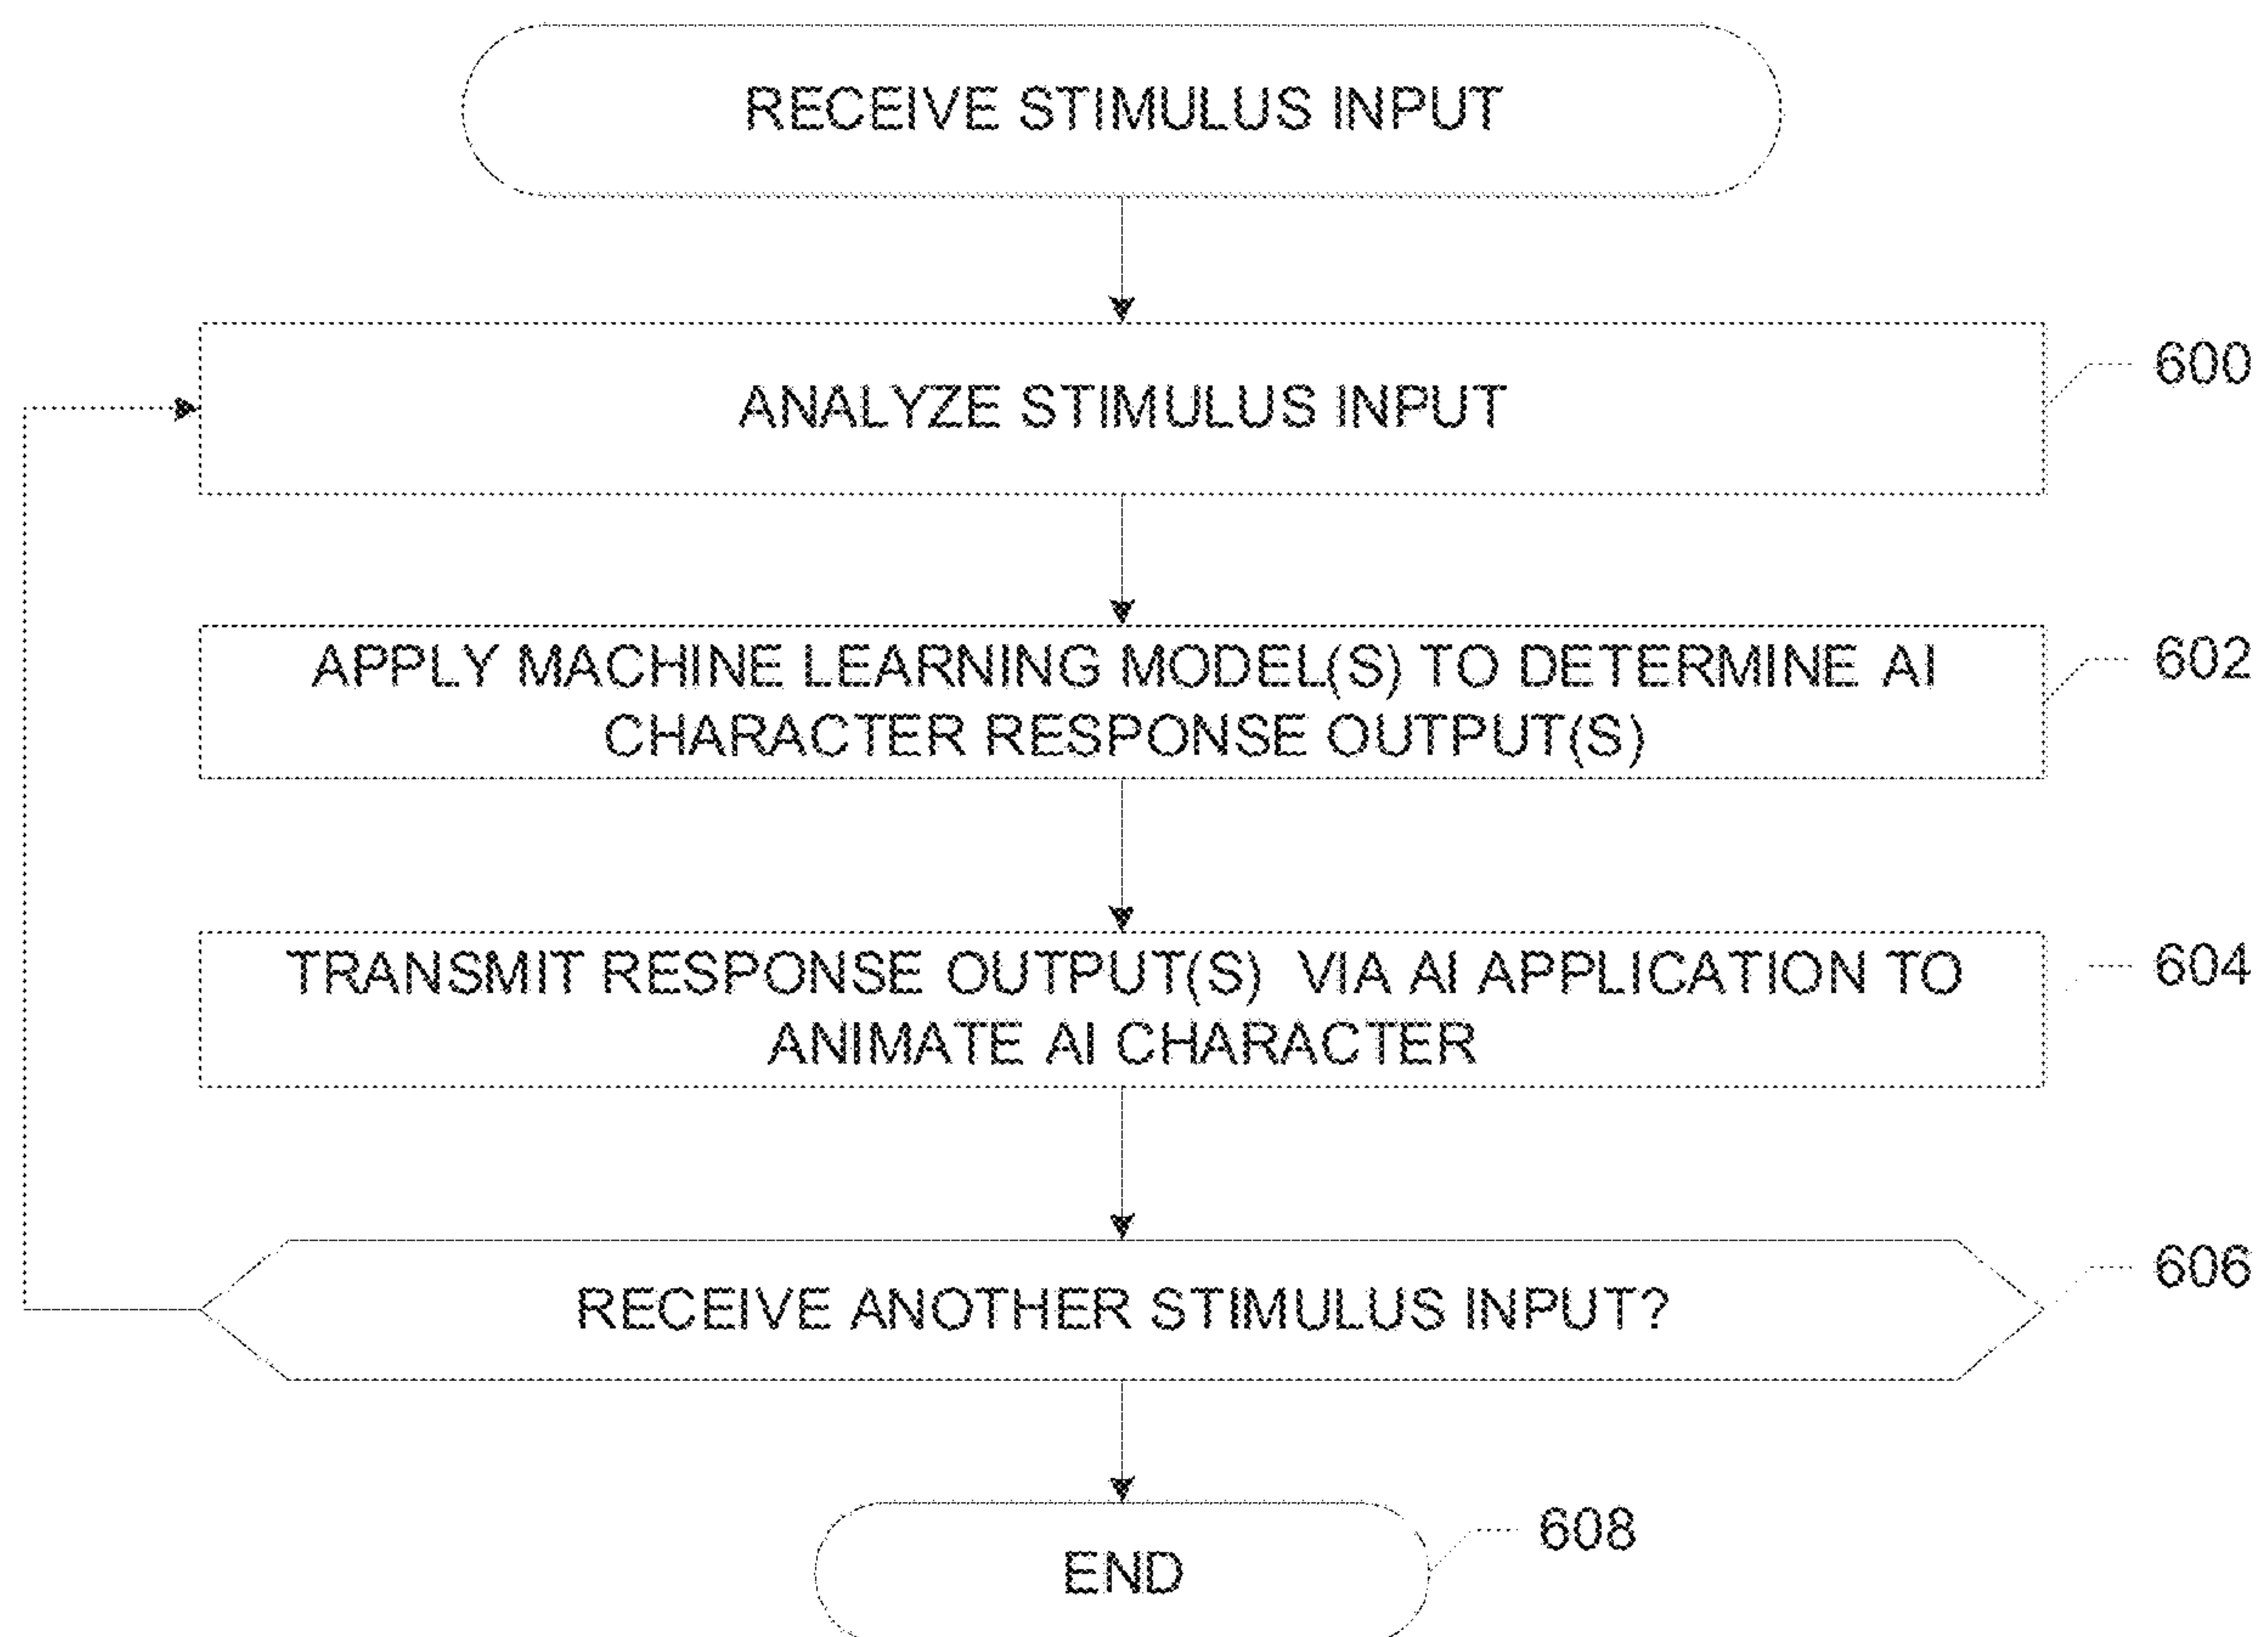 RECEIVE STIMULUS INPUT
ANALYZE STIMULUS INPUT
600
APPLY MACHINE LEARNING MODEL(S) TO DETERMINE AI
CHARACTER RESPONSE OUTPUT(S)
602
TRANSMIT RESPONSE OUTPUT(S) VIA AI APPLICATION TO
ANIMATE AI CHARACTER
604
RECEIVE ANOTHER STIMULUS INPUT?
606
END
608